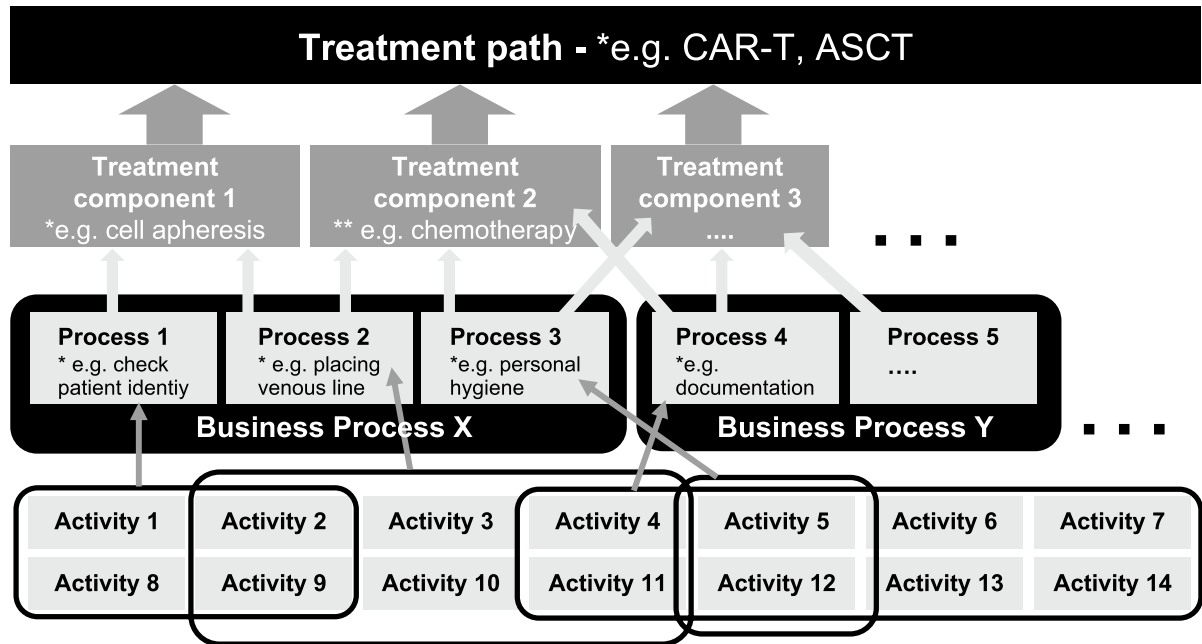 Treatment path - *e.g. CAR-T, ASCT
Treatment
component 1
*e.g. cell apheresis
Treatment
component 2
** e.g. chemotherapy
Treatment
component 3
....
. . .
Process 1
* e.g. check
patient identiy
Process 2
* e.g. placing
venous line
Process 3
*e.g. personal
hygiene
Business Process X
Process 4
*e.g.
documentation
Process 5
....
Business Process Y
. . .
Activity 1
Activity 2
Activity 3
Activity 4
Activity 5
Activity 6
Activity 7
Activity 8
Activity 9
Activity 10
Activity 11
Activity 12
Activity 13
Activity 14